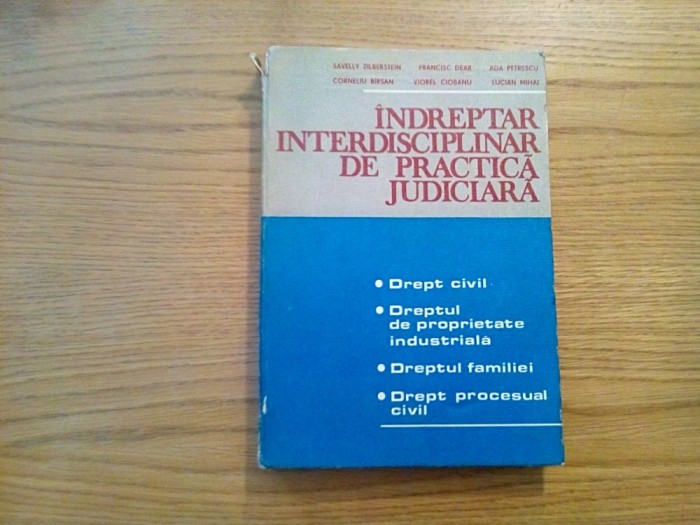 SAVELLY ZILBERSTEIN FRANCISC DEAK ADA PETRESCU
CORNELIU BÎRSAN VIOREL CIOBANU LUCIAN MIHAI
ÎNDREPTAR
INTERDISCIPLINAR
DE PRACTICĂ
JUDICIARĂ
• Drept civil
• Dreptul
de proprietate
industrială
• Dreptul familiei
• Drept procesual
civil